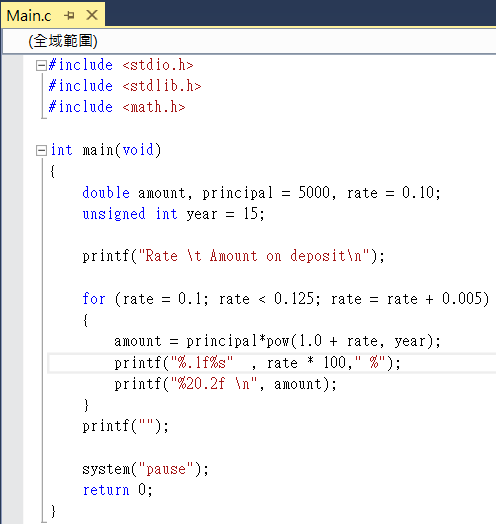 Main.c
(全域範圍)
#include <stdio.h>
#include <stdlib.h>
#include <math.h>
int main(void)
{
double amount, principal = 5000, rate = 0.10;
unsigned int year = 15;
printf("Rate \t Amount on deposit\n");
for (rate = 0.1; rate < 0.125; rate = rate + 0.005)
{
amount = principal*pow(1.0 + rate, year);
printf("%.1f%s"  , rate * 100," %");
printf("%20.2f \n", amount);
}
printf("");
system("pause");
return 0;
}